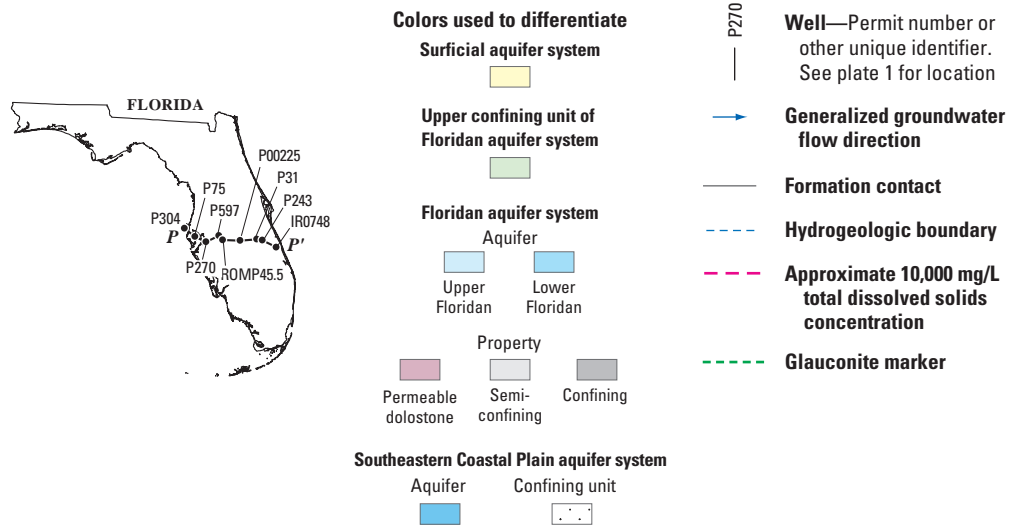 FLORIDA
P00225
P31
P75
P243
P597
P304
IR0748
P
P'
P270
ROMP45.5
Colors used to differentiate
Surficial aquifer system
Upper confining unit of
Floridan aquifer system
Floridan aquifer system
Aquifer
Upper
Floridan
Lower
Floridan
Property
Permeable
dolostone
Semi-
confining
Confining
Southeastern Coastal Plain aquifer system
Aquifer
Confining unit
P270
Well—Permit number or
other unique identifier.
See plate 1 for location
Generalized groundwater
flow direction
Formation contact
Hydrogeologic boundary
Approximate 10,000 mg/L
total dissolved solids
concentration
Glauconite marker